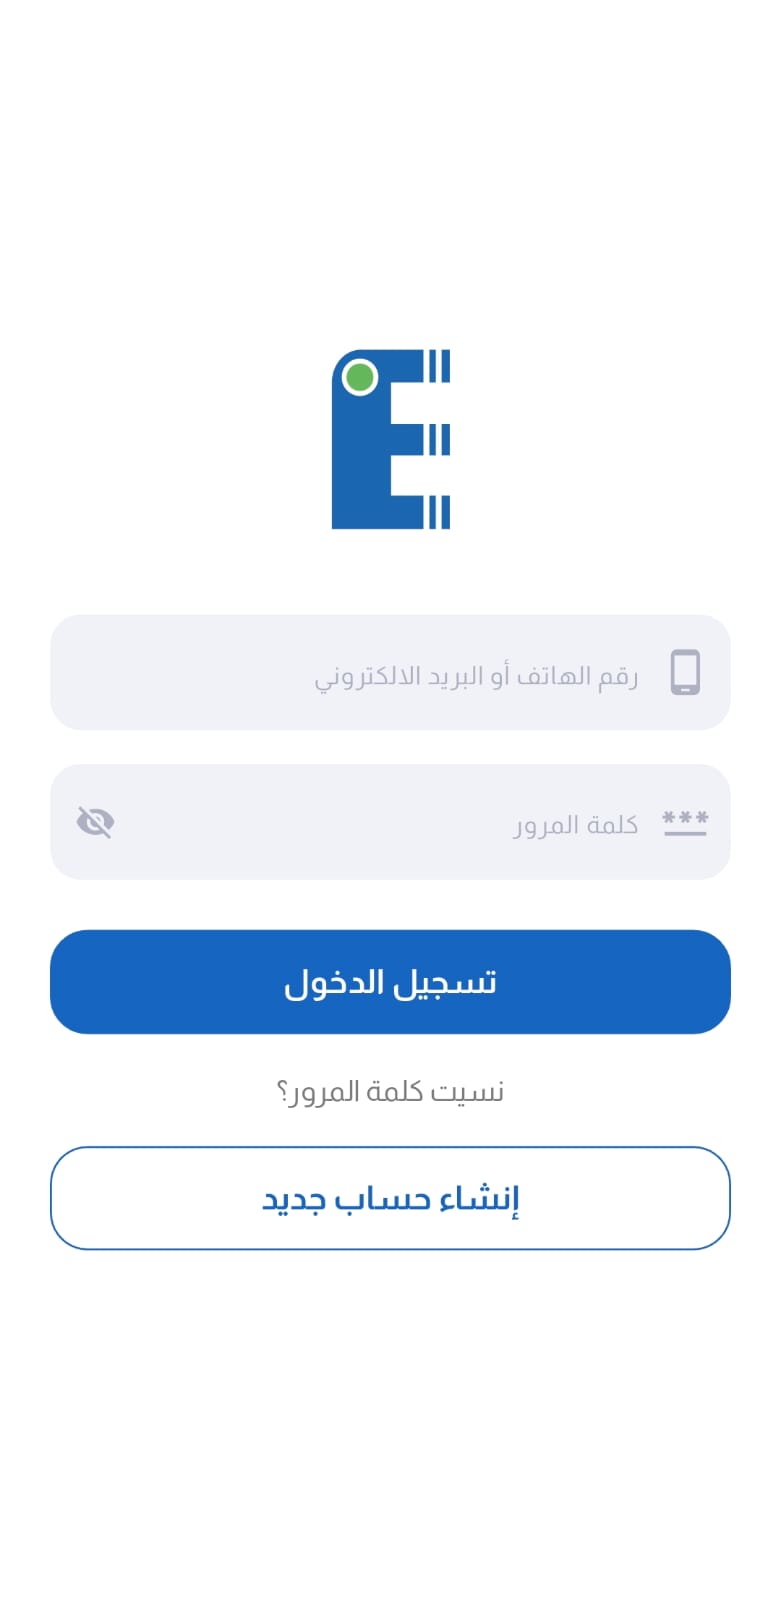 E
رقم الهاتف أو البريد الالكتروني
كلمة المرور
***
تسجيل الدخول
نسيت كلمة المرور؟
إنشاء حساب جديد